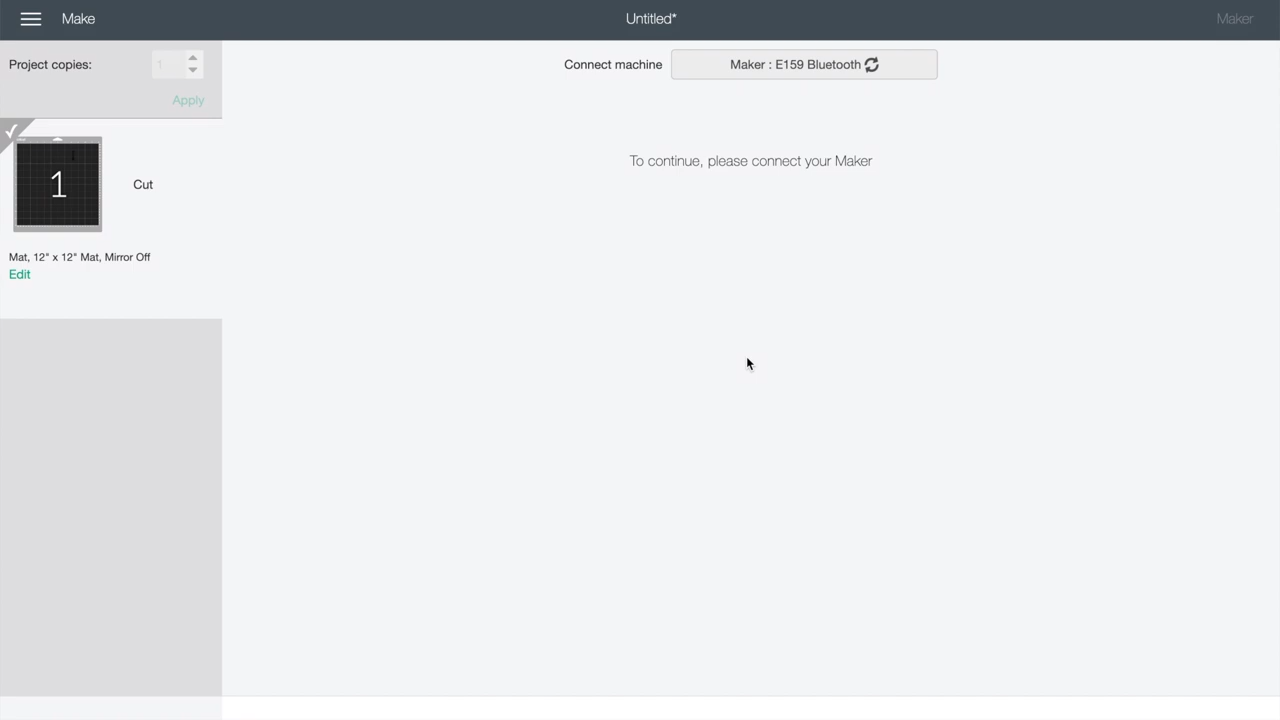 Make
Untitled*
Maker
Project copies:
1
Apply
Connect machine
Maker : E159 Bluetooth
To continue, please connect your Maker
1
Cut
Mat, 12" x 12" Mat, Mirror Off
Edit